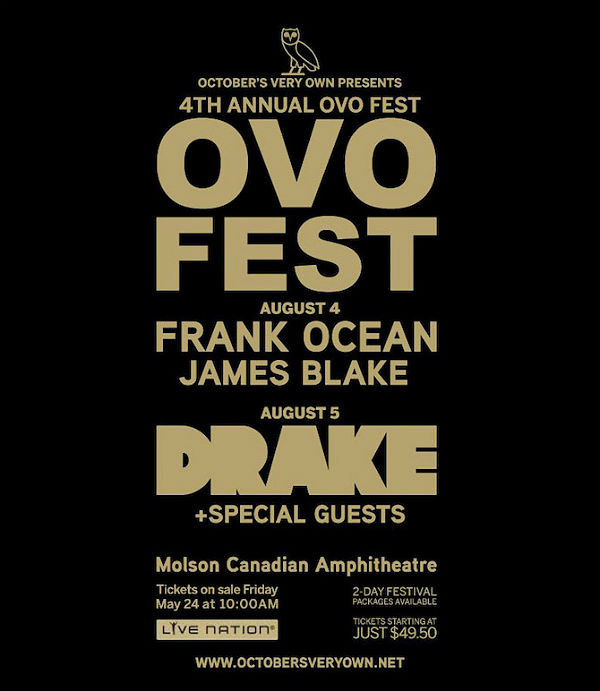 OCTOBER'S VERY OWN PRESENTS
4TH ANNUAL OVO FEST
OVO
FEST
AUGUST 4
FRANK OCEAN
JAMES BLAKE
AUGUST 5
DRAKE
+SPECIAL GUESTS
Molson Canadian Amphitheatre
Tickets on sale Friday
May 24 at 10:00AM
LIVE NATION®
2-DAY FESTIVAL
PACKAGES AVAILABLE
TICKETS STARTING AT
JUST $49.50
WWW.OCTOBERSVERYOWN.NET